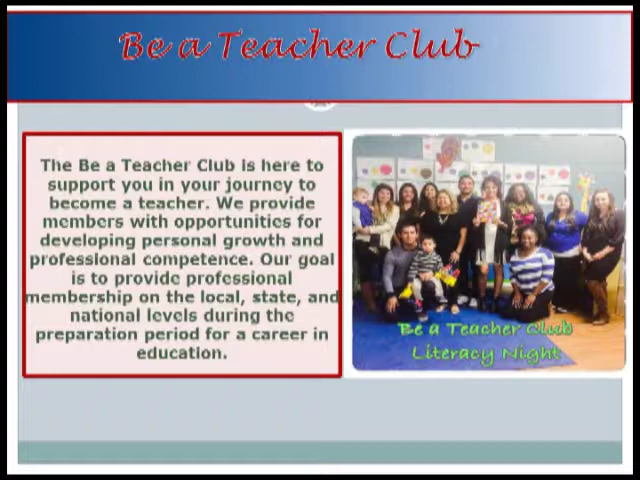 Be a Teacher Club
The Be a Teacher Club is here to
support you in your journey to
become a teacher. We provide
members with opportunities for
developing personal growth and
professional competence. Our goal
is to provide professional
membership on the local, state, and
national levels during the
preparation period for a career in
education.
Be a Teacher Club
Literacy Night